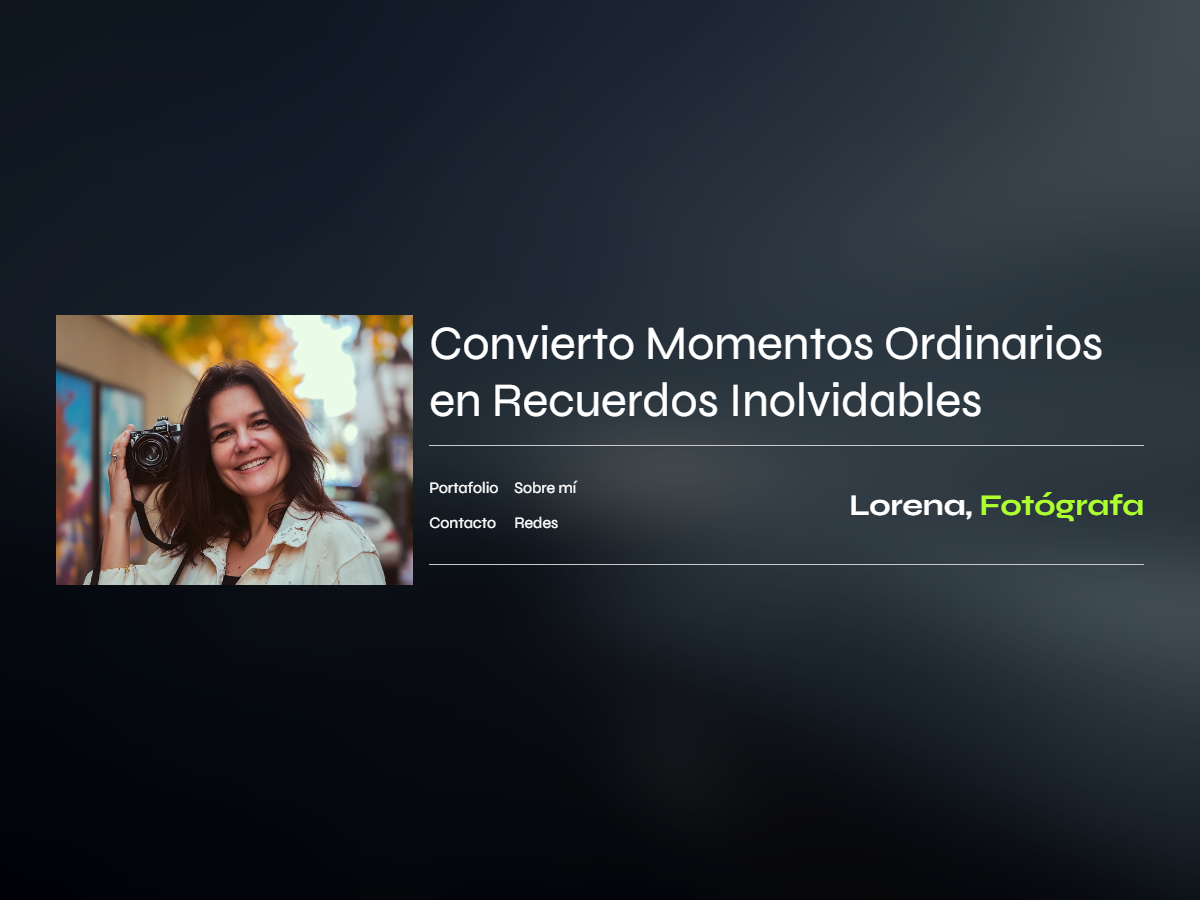 Convierto Momentos Ordinarios
en Recuerdos Inolvidables
Portafolio Sobre mí
Contacto Redes
Lorena, Fotógrafa